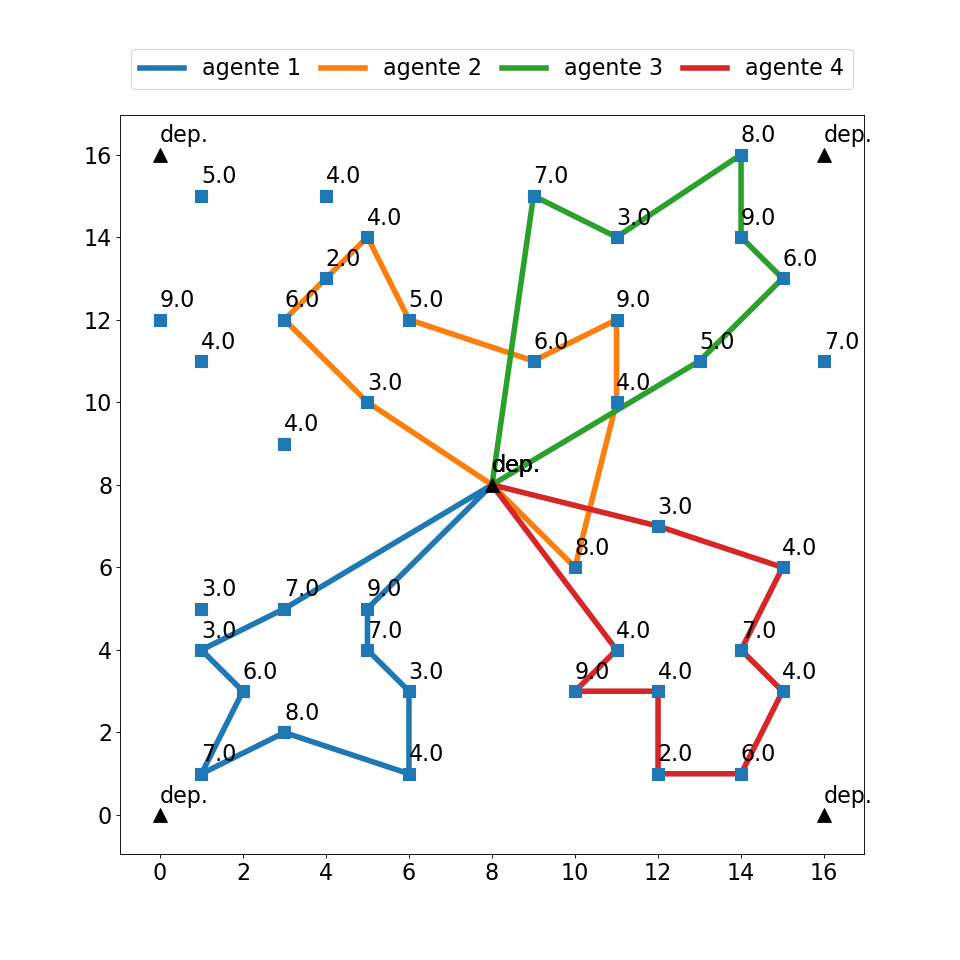 agente 1 agente 2 agente 3 agente 4
dep. 8.0 dep.
16
5.0 4.0 7.0
4.0 3.0 9.0
14
2.0 6.0
9.0 6.0 5.0 9.0
12
4.0 6.0 5.0 7.0
3.0 4.0
10
4.0
dep. dep.
8
3.0
8.0 4.0
6
3.0 7.0 9.0
3.0 7.0 4.0 7.0
4
6.0 3.0 9.0 4.0 4.0
8.0
2
7.0 4.0 2.0 6.0
dep. dep.
0
0 2 4 6 8 10 12 14 16